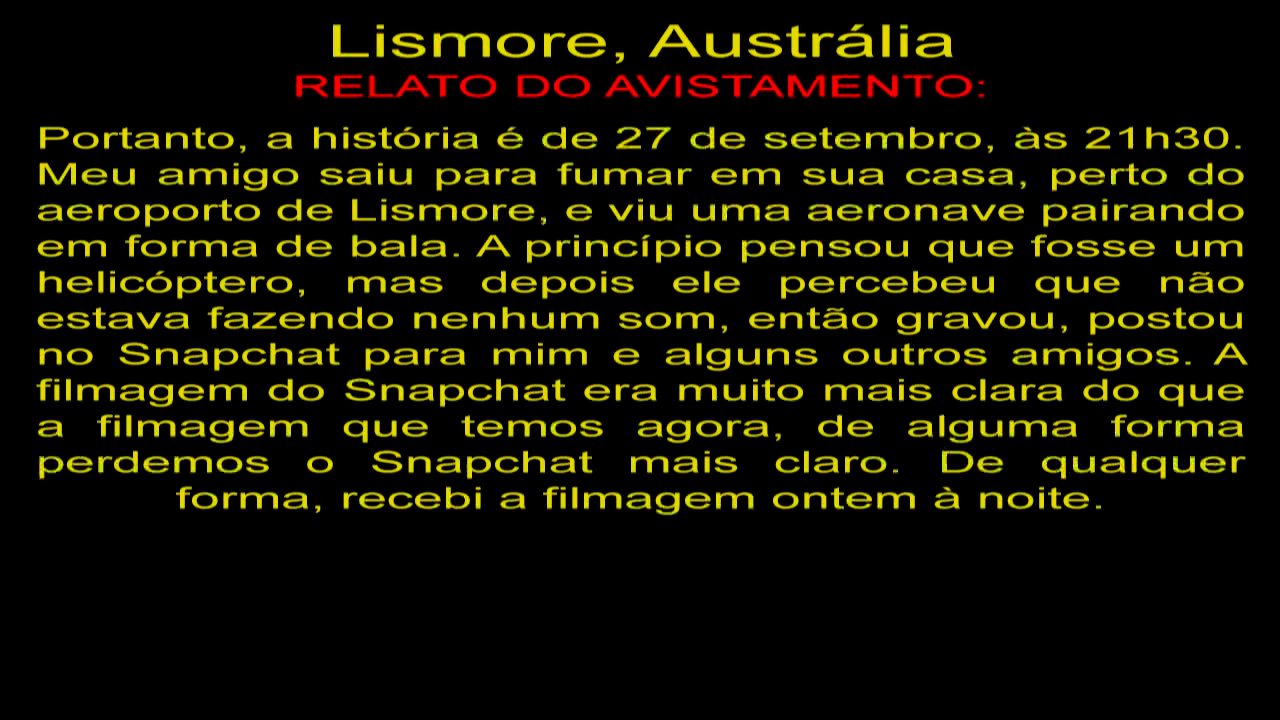 Lismore, Austrália
RELATO DO AVISTAMENTO:
Portanto, a história é de 27 de setembro, às 21h30.
Meu amigo saiu para fumar em sua casa, perto do
aeroporto de Lismore, e viu uma aeronave pairando
em forma de bala. A princípio pensou que fosse um
helicóptero, mas depois ele percebeu que não
estava fazendo nenhum som, então gravou, postou
no Snapchat para mim e alguns outros amigos. A
filmagem do Snapchat era muito mais clara do que
a filmagem que temos agora, de alguma forma
perdemos o Snapchat mais claro. De qualquer
forma, recebi a filmagem ontem à noite.